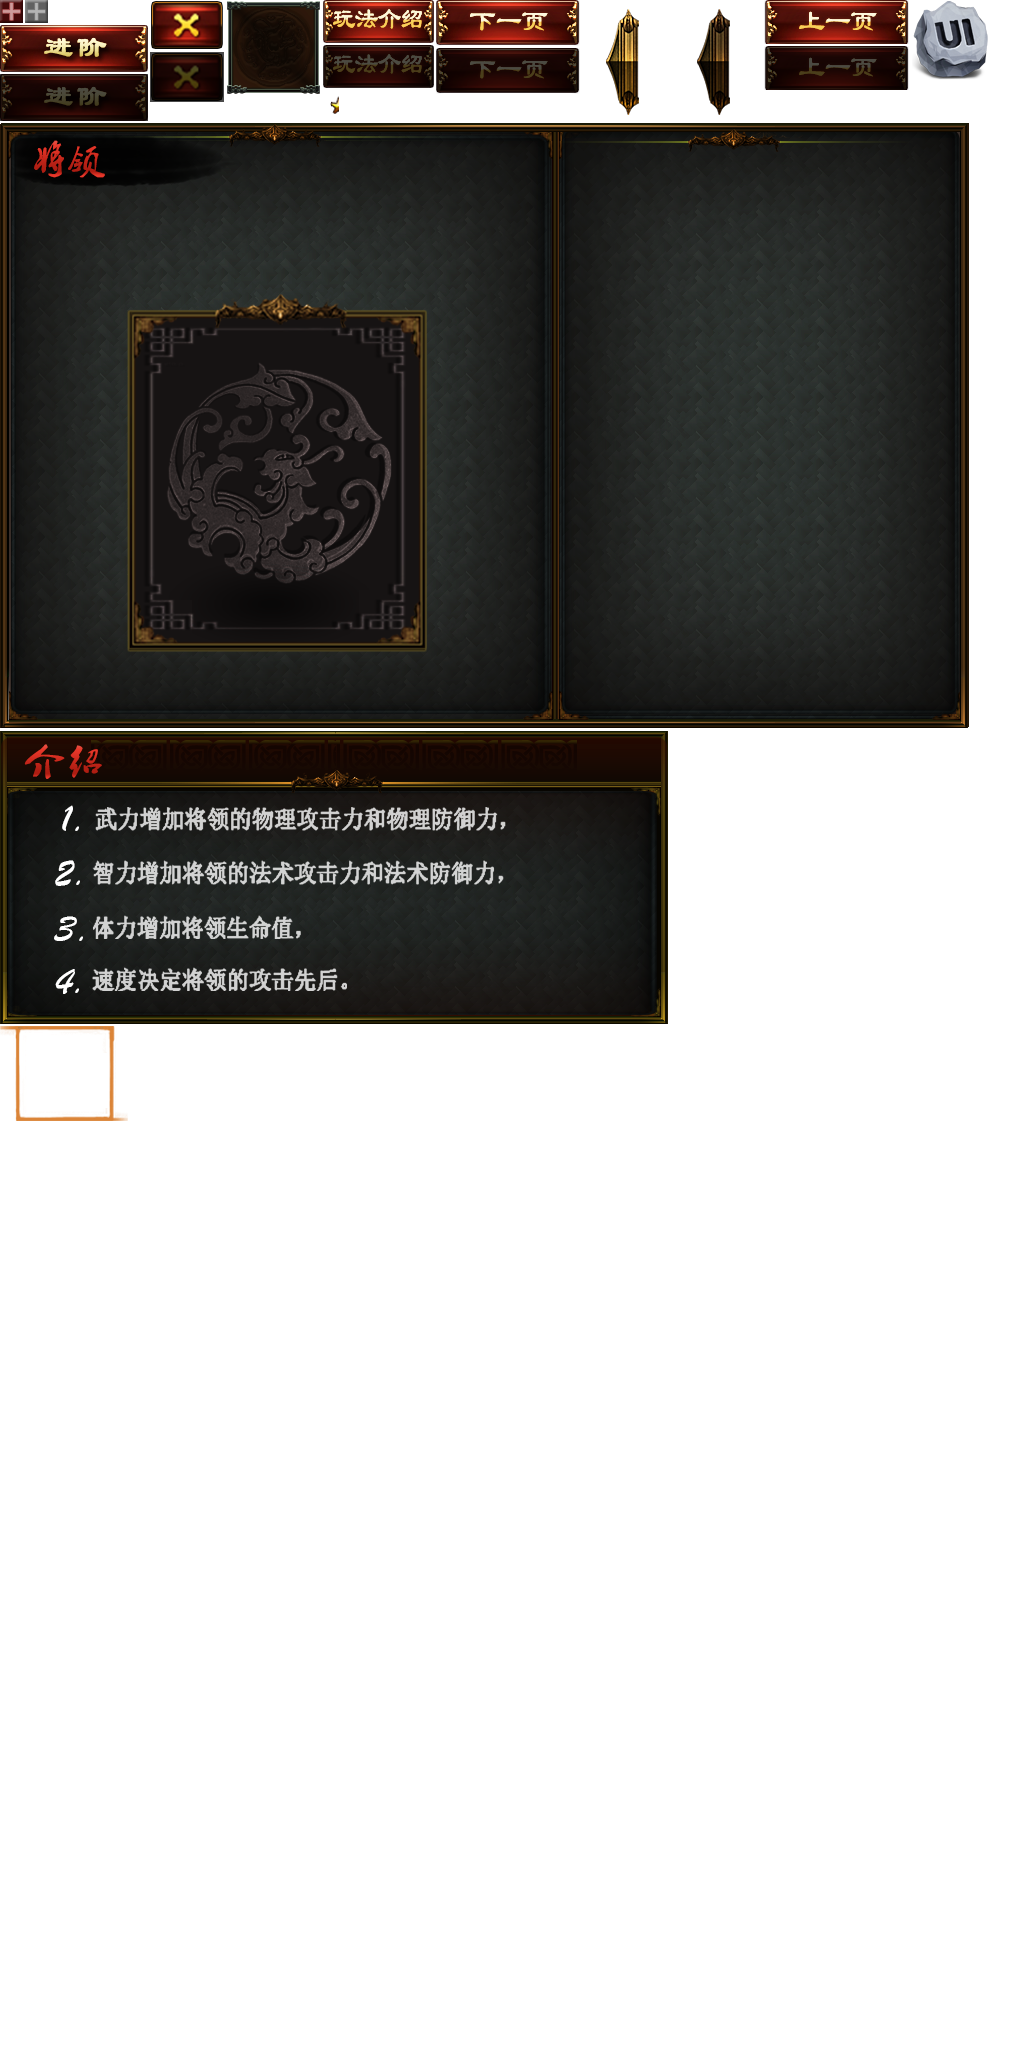 进阶
进阶
玩法介绍
玩法介绍
下一页
下一页
上一页
上一页
UI
将领
介绍
1. 武力增加将领的物理攻击力和物理防御力，
2. 智力增加将领的法术攻击力和法术防御力，
3. 体力增加将领生命值，
4. 速度决定将领的攻击先后。